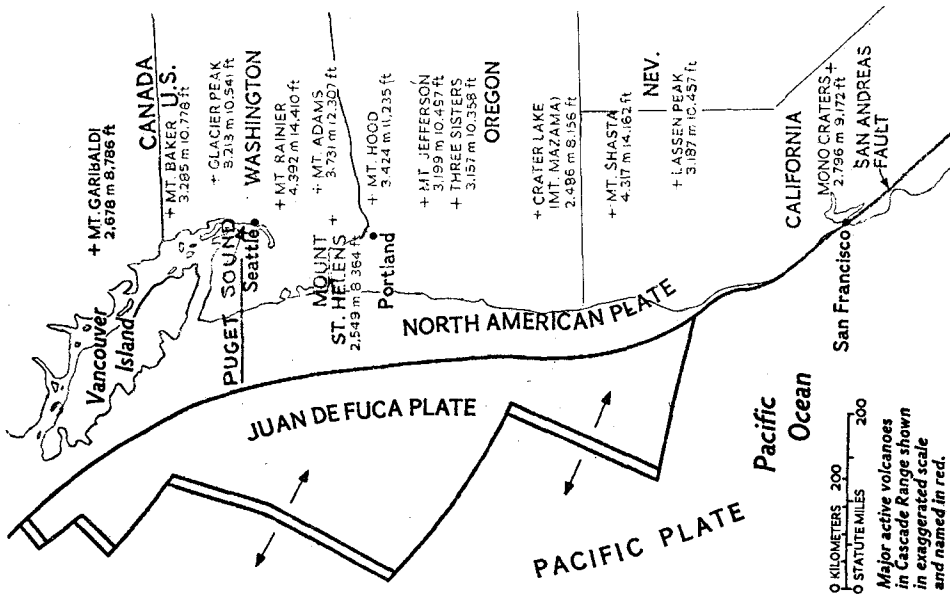 + MT. GARIBALDI
2,678 m 8,786 ft
CANADA
U.S.
+ MT. BAKER
3.285 m 10.778 ft
+ GLACIER PEAK
3.213 m 10.541 ft
WASHINGTON
+ MT. RAINIER
4.392 m 14,410 ft
+ MT. ADAMS
3.731 m 12.307 ft
+ MT. HOOD
3.424 m 11,235 ft
+ MT. JEFFERSON
3,199 m 10.497 ft
+ THREE SISTERS
3.157 m 10.358 ft
OREGON
+ CRATER LAKE
(MT. MAZAMA)
2.486 m 8.156 ft
+ MT. SHASTA
4.317 m 14.162 ft
NEV.
+ LASSEN PEAK
3.187 m 10.457 ft
CALIFORNIA
MONO CRATERS +
2.796 m 9.172 ft
SAN ANDREAS
FAULT
Vancouver
Island
PUGET SOUND
Seattle
MOUNT
ST. HELENS +
2,549 m 8 364 ft
Portland
NORTH AMERICAN PLATE
San Francisco
JUAN DE FUCA PLATE
Pacific
Ocean
PACIFIC PLATE
0 KILOMETERS 200
0 STATUTE MILES 200
Major active volcanoes
in Cascade Range shown
in exaggerated scale
and named in red.